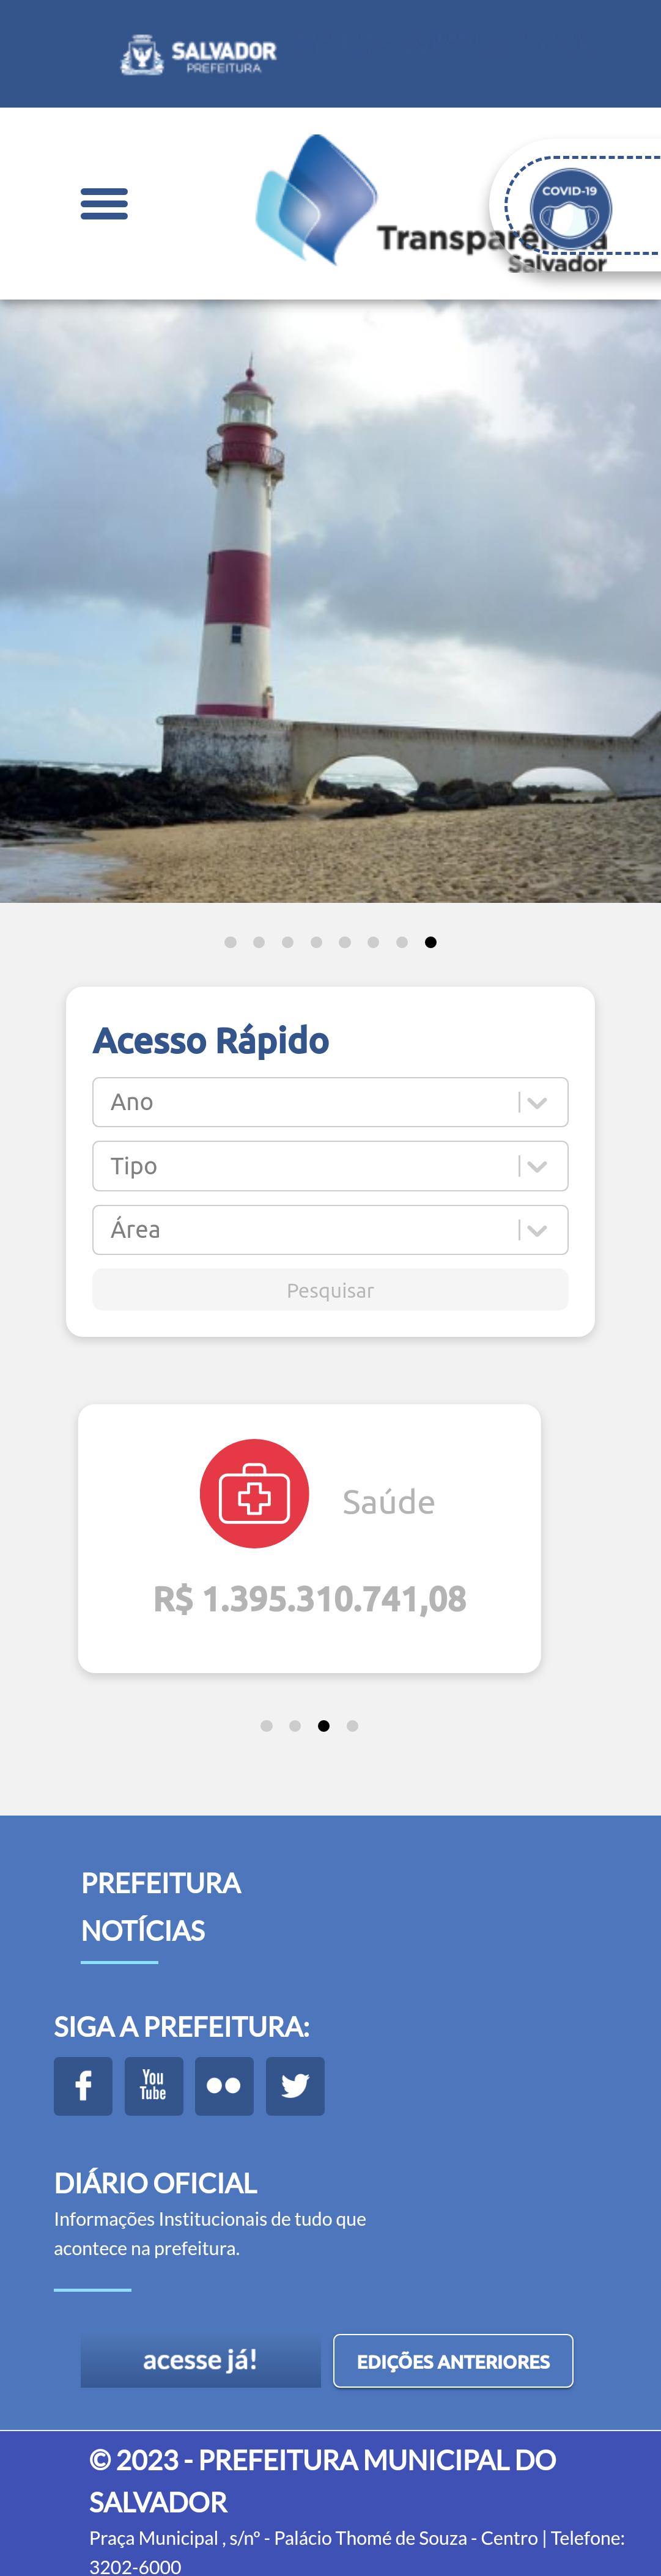 SALVADOR
PREFEITURA
COVID-19
Transparência
Salvador
Acesso Rápido
Ano
Tipo
Área
Pesquisar
Saúde
R$ 1.395.310.741,08
PREFEITURA
NOTÍCIAS
SIGA A PREFEITURA:
You
Tube
DIÁRIO OFICIAL
Informações Institucionais de tudo que
acontece na prefeitura.
acesse já!
EDIÇÕES ANTERIORES
© 2023 - PREFEITURA MUNICIPAL DO
SALVADOR
Praça Municipal , s/nº - Palácio Thomé de Souza - Centro | Telefone:
3202-6000